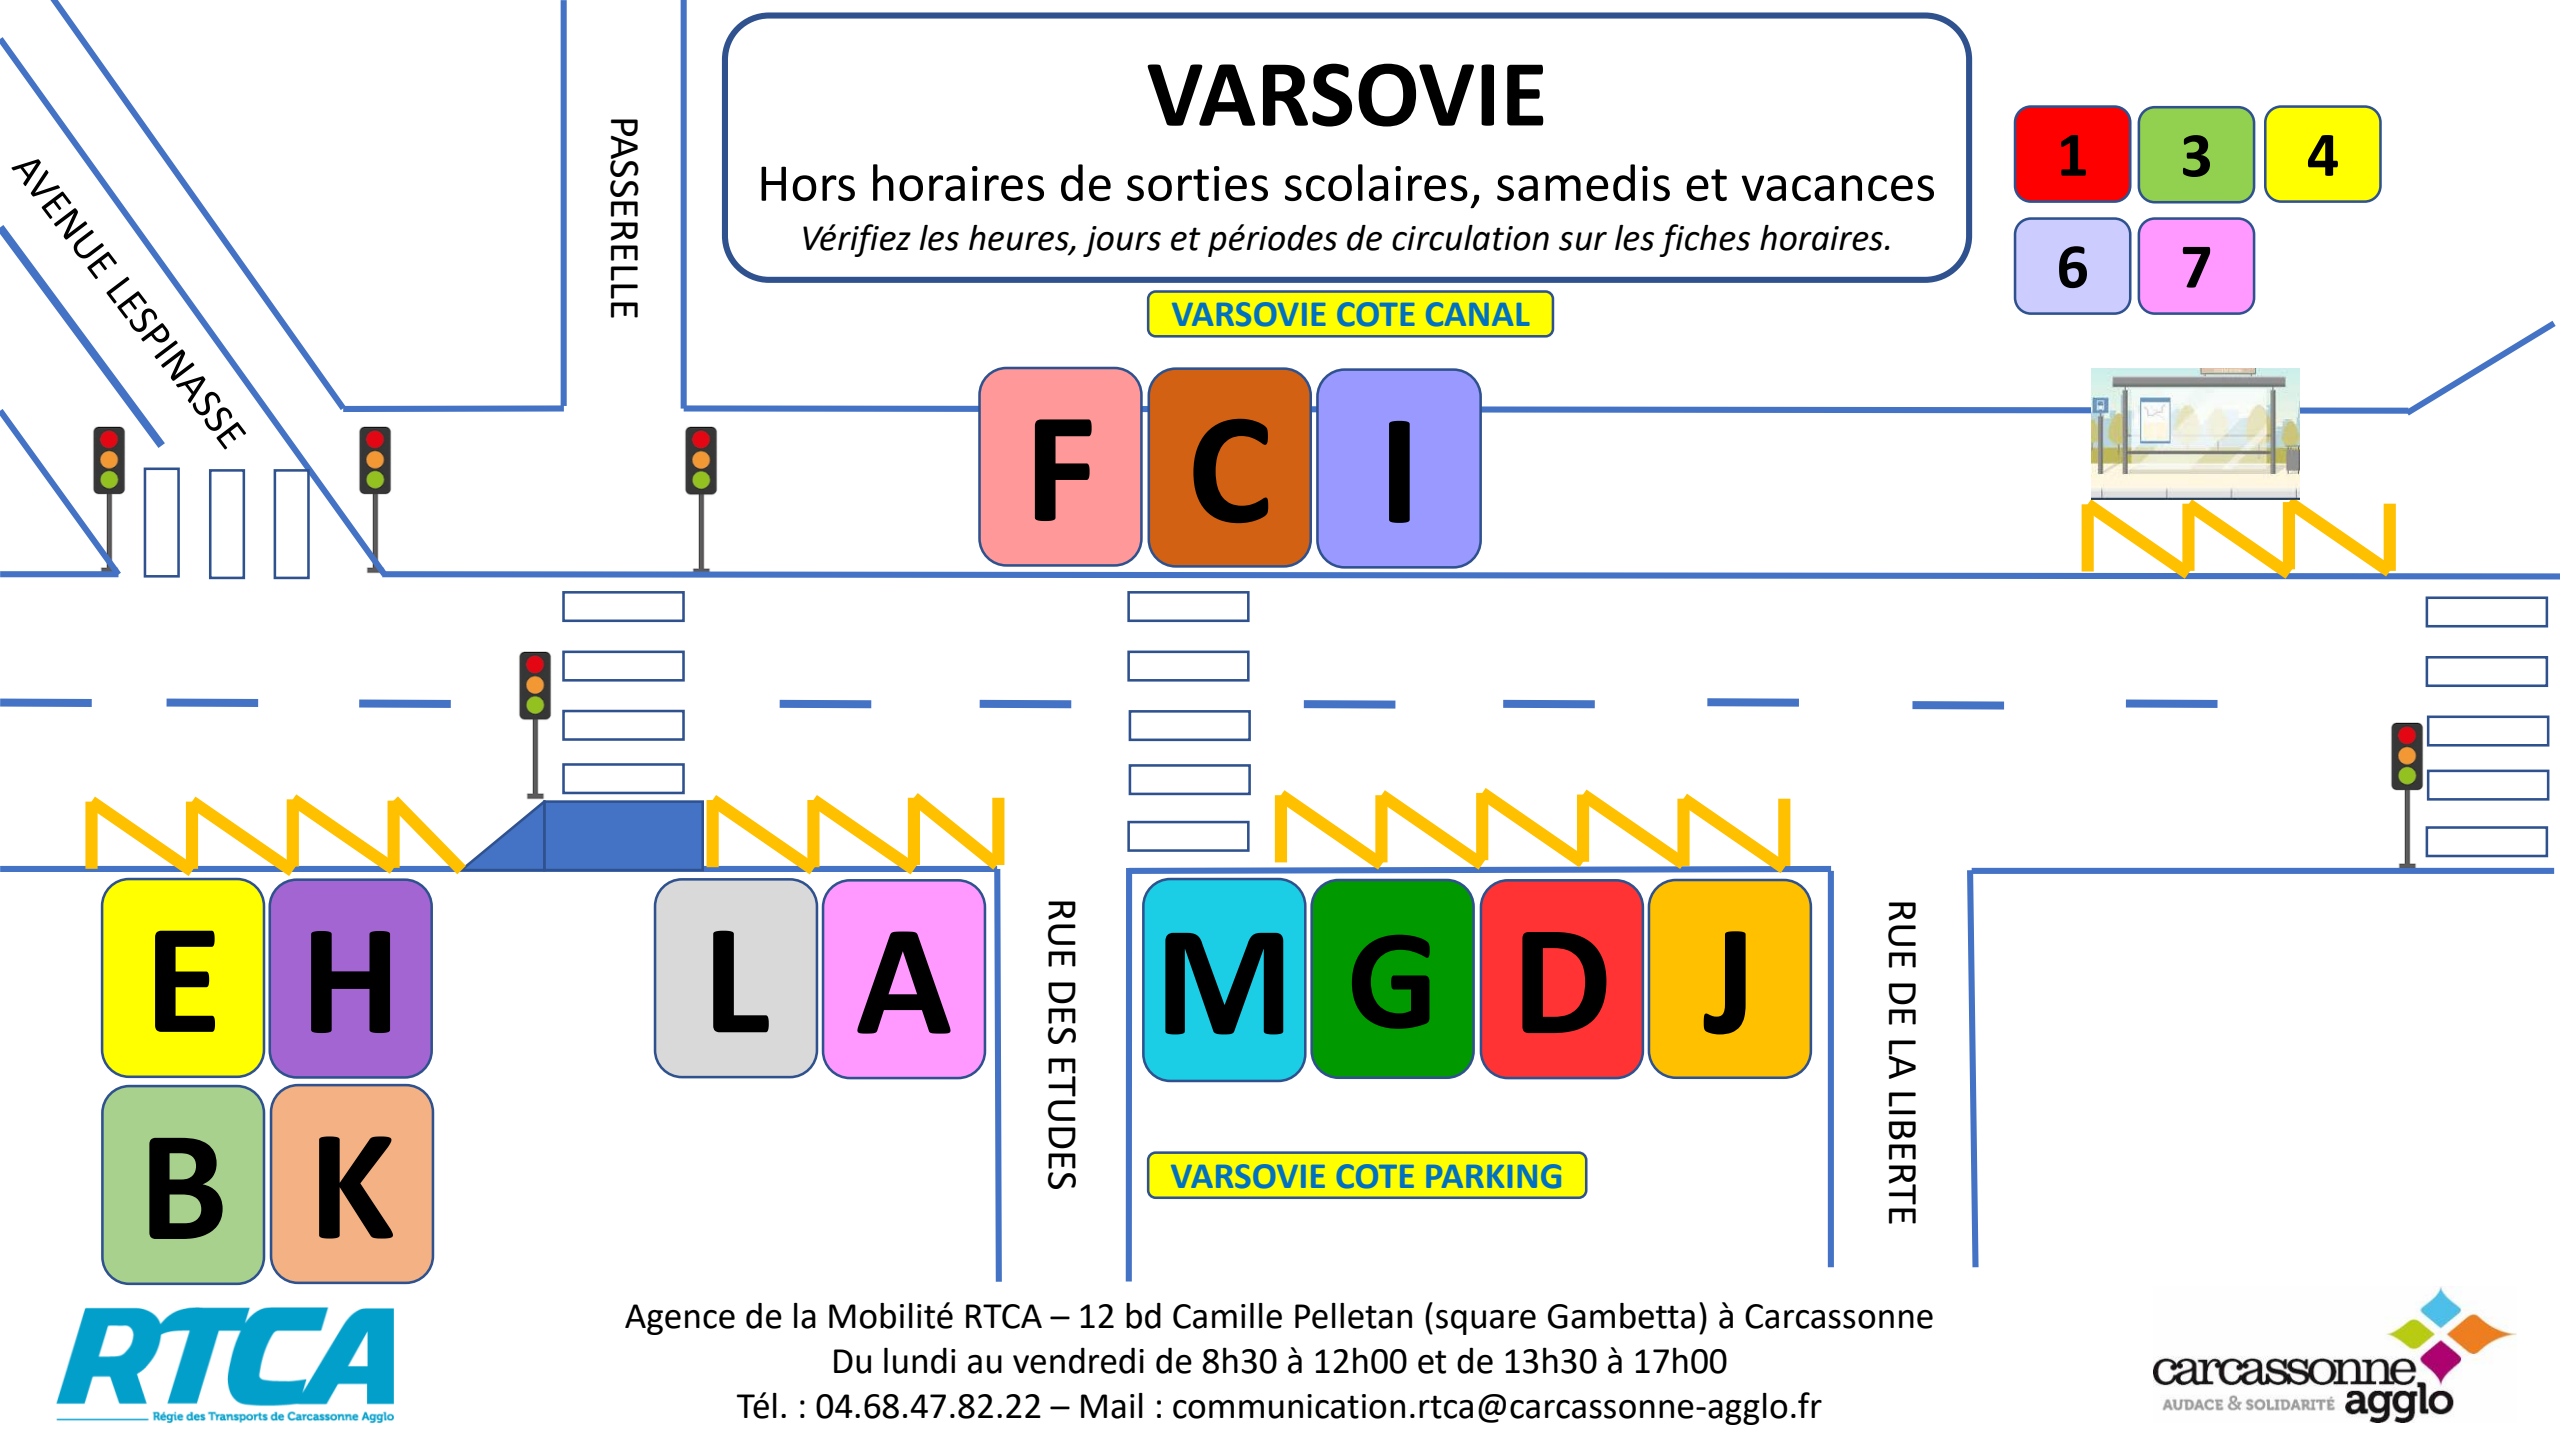 VARSOVIE
Hors horaires de sorties scolaires, samedis et vacances
Vérifiez les heures, jours et périodes de circulation sur les fiches horaires.
1 3 4
6 7
AVENUE LESPINASSE
PASSERELLE
VARSOVIE COTE CANAL
F C I
E H
B K
L A
RUE DES ETUDES
M G D J
RUE DE LA LIBERTE
VARSOVIE COTE PARKING
RTCA
Régie des Transports de Carcassonne Agglo
Agence de la Mobilité RTCA – 12 bd Camille Pelletan (square Gambetta) à Carcassonne
Du lundi au vendredi de 8h30 à 12h00 et de 13h30 à 17h00
Tél. : 04.68.47.82.22 – Mail : communication.rtca@carcassonne-agglo.fr
carcassonne
agglo
AUDACE & SOLIDARITÉ